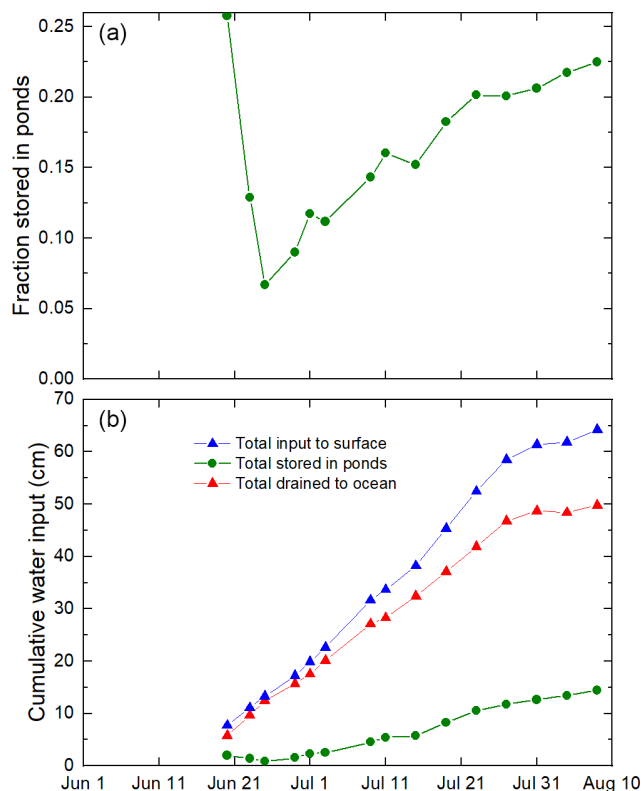 (a)
0.25
0.20
0.15
0.10
0.05
0.00
Fraction stored in ponds
(b)
70
60
50
40
30
20
10
0
Cumulative water input (cm)
Total input to surface
Total stored in ponds
Total drained to ocean
Jun 1 Jun 11 Jun 21 Jul 1 Jul 11 Jul 21 Jul 31 Aug 10